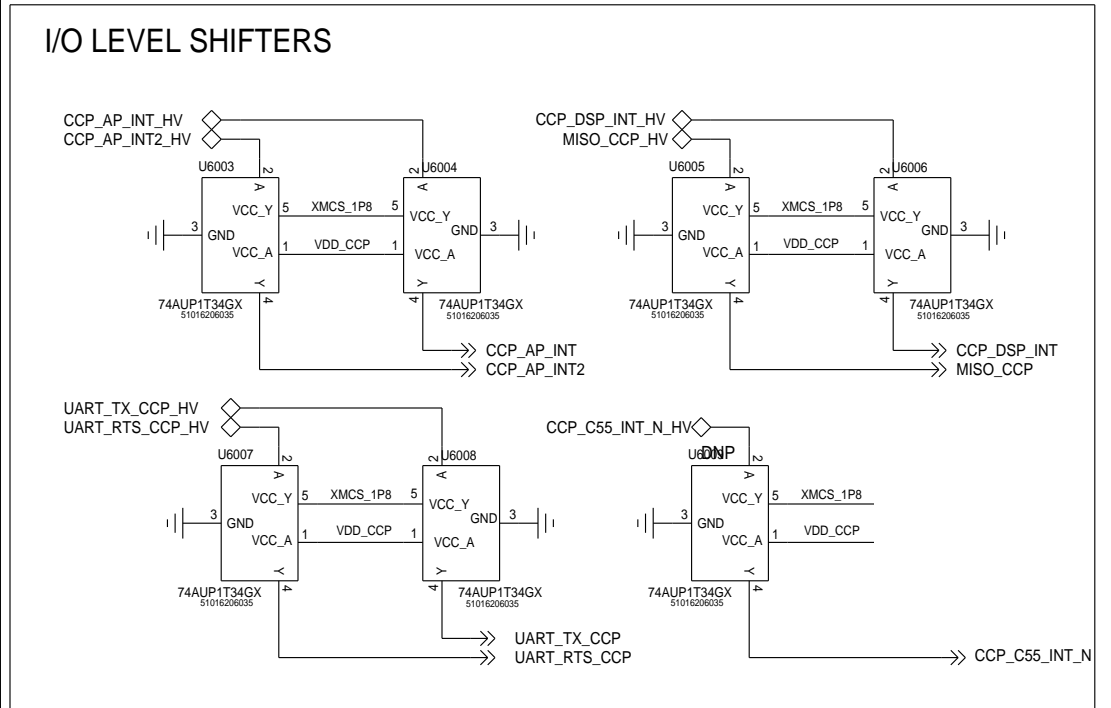 I/O LEVEL SHIFTERS
CCP_AP_INT_HV
CCP_AP_INT2_HV
U6003
2
A
VCC_Y
5
XMCS_1P8
3
GND
VCC_A
1
VDD_CCP
Y
4
74AUP1T34GX
51016206035
U6004
2
A
5
VCC_Y
GND
3
1
VCC_A
Y
4
74AUP1T34GX
51016206035
CCP_AP_INT
CCP_AP_INT2
CCP_DSP_INT_HV
MISO_CCP_HV
U6005
2
A
VCC_Y
5
XMCS_1P8
3
GND
VCC_A
1
VDD_CCP
Y
4
74AUP1T34GX
51016206035
U6006
2
A
5
VCC_Y
GND
3
1
VCC_A
Y
4
74AUP1T34GX
51016206035
CCP_DSP_INT
MISO_CCP
UART_TX_CCP_HV
UART_RTS_CCP_HV
U6007
2
A
VCC_Y
5
XMCS_1P8
3
GND
VCC_A
1
VDD_CCP
Y
4
74AUP1T34GX
51016206035
U6008
2
A
5
VCC_Y
GND
3
1
VCC_A
Y
4
74AUP1T34GX
51016206035
UART_TX_CCP
UART_RTS_CCP
CCP_C55_INT_N_HV
DNP
2
A
VCC_Y
5
XMCS_1P8
3
GND
VCC_A
1
VDD_CCP
Y
4
74AUP1T34GX
51016206035
CCP_C55_INT_N